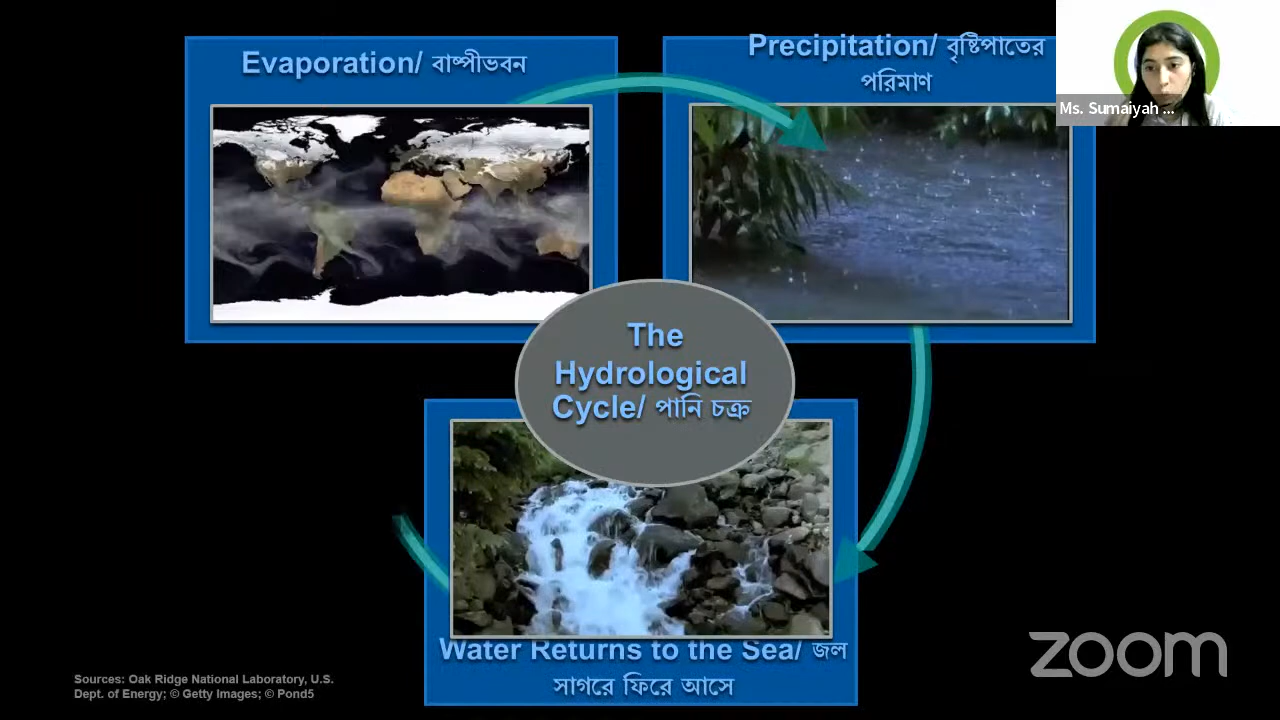 Evaporation/ বাষ্পীভবন
Precipitation/ বৃষ্টিপাতের
পরিমাণ
Ms. Sumaiyah ...
The
Hydrological
Cycle/ পানি চক্র
Water Returns to the Sea/ জল
সাগরে ফিরে আসে
Sources: Oak Ridge National Laboratory, U.S.
Dept. of Energy; © Getty Images; © Pond5
zoom